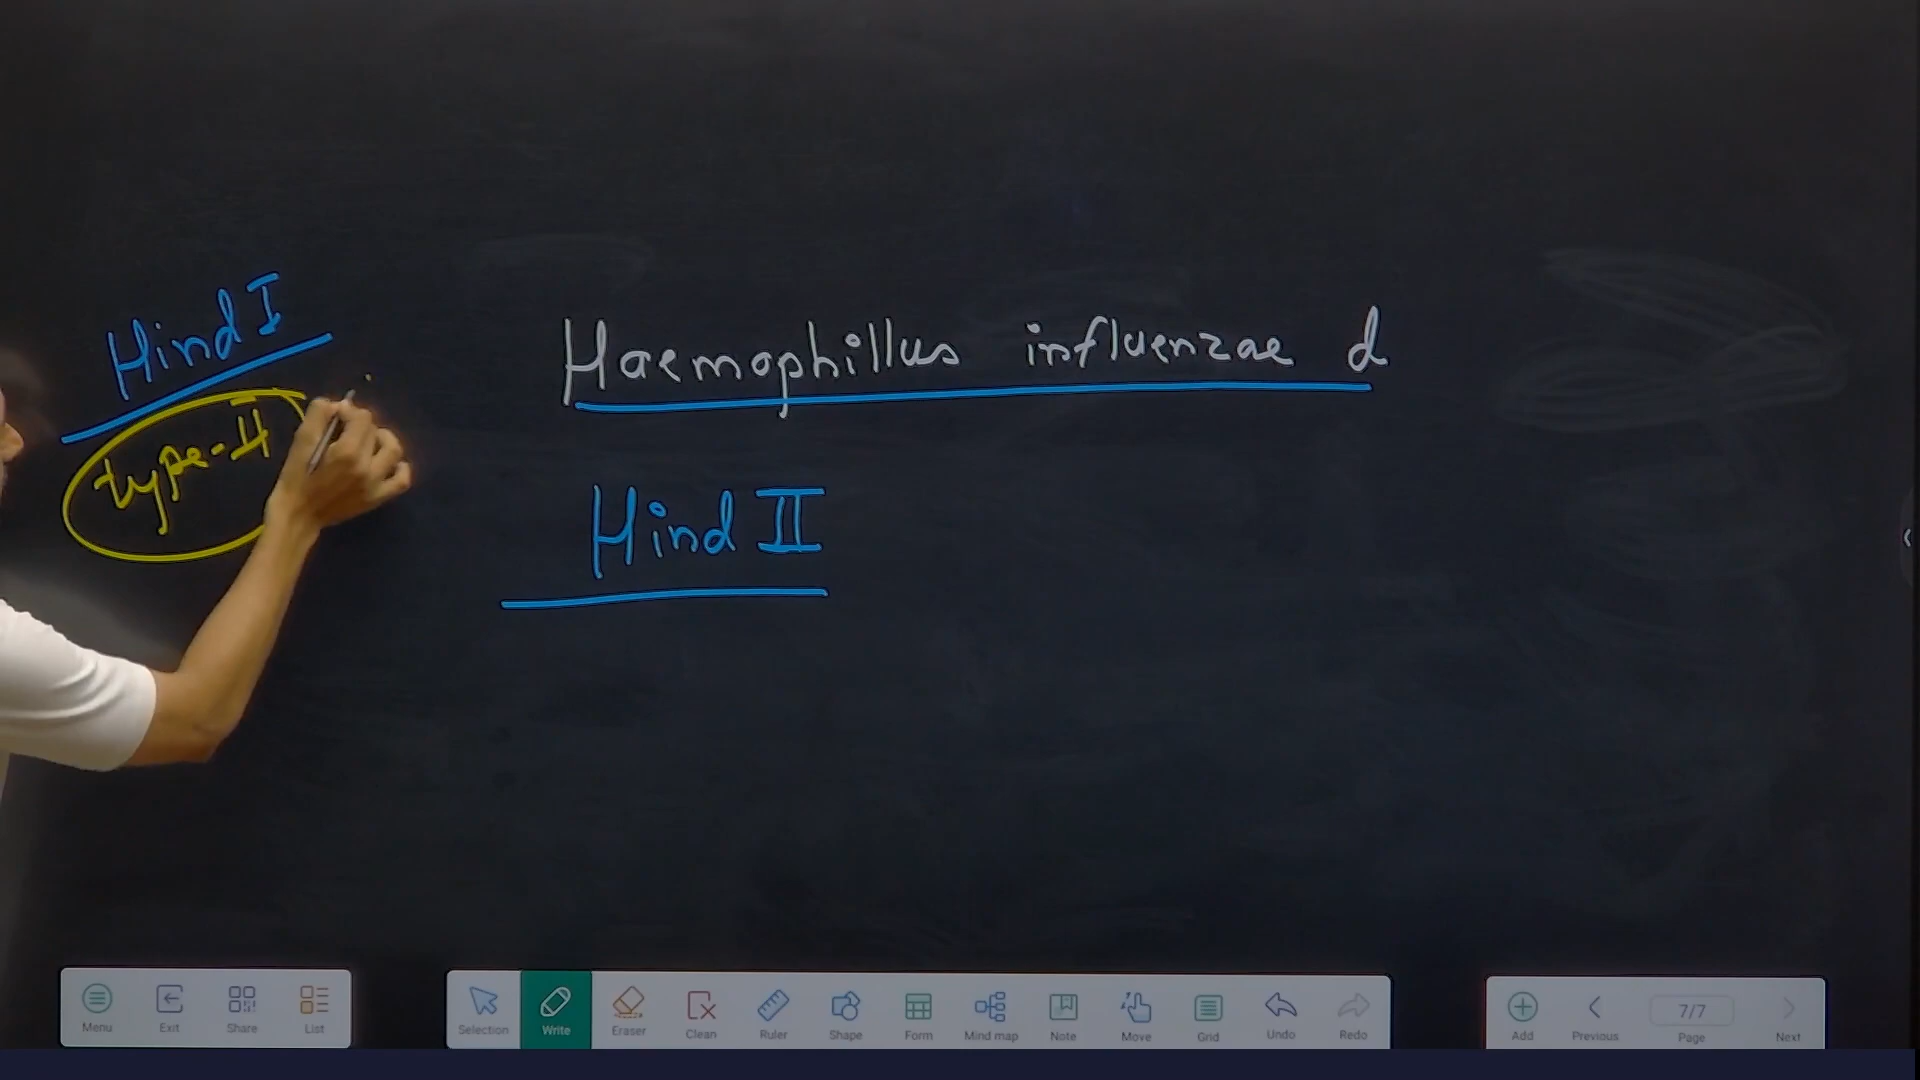 Hind I
type-II
Haemophillus influenzae d
Hind II
Menu Exit Share List
Selection Write Eraser Clean Ruler Shape Form Mind map Note Move Grid Undo Redo
Add Previous 7/7 Page Next